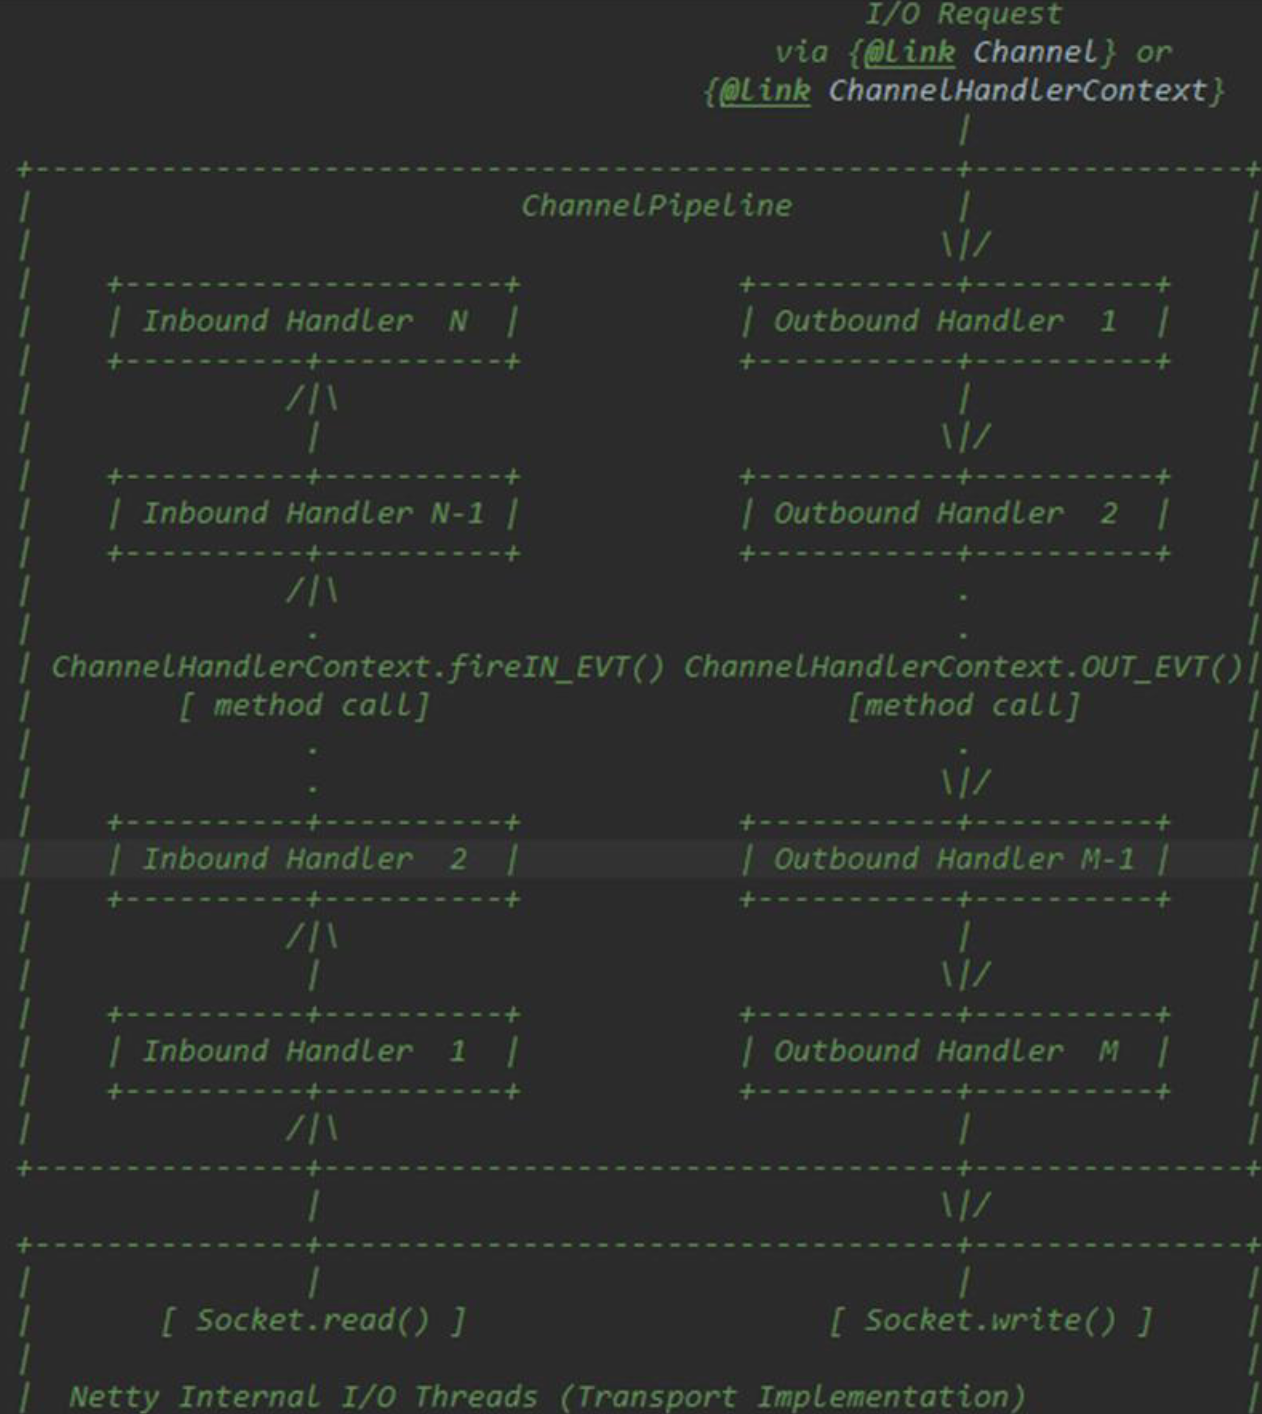 I/O Request
via {@link Channel} or
{@link ChannelHandlerContext}
|
+---------------------------------------------------+---------------+
|                           ChannelPipeline         |               |
|                                                  \|/              |
|    +---------------------+            +-----------+----------+    |
|    | Inbound Handler  N  |            | Outbound Handler  1  |    |
|    +----------+----------+            +-----------+----------+    |
|              /|\                                  |               |
|               |                                  \|/              |
|    +----------+----------+            +-----------+----------+    |
|    | Inbound Handler N-1 |            | Outbound Handler  2  |    |
|    +----------+----------+            +-----------+----------+    |
|              /|\                                  .               |
|               .                                   .               |
| ChannelHandlerContext.fireIN_EVT() ChannelHandlerContext.OUT_EVT()|
|        [ method call]                       [method call]         |
|               .                                   .               |
|               .                                  \|/              |
|    +----------+----------+            +-----------+----------+    |
|    | Inbound Handler  2  |            | Outbound Handler M-1 |    |
|    +----------+----------+            +-----------+----------+    |
|              /|\                                  |               |
|               |                                  \|/              |
|    +----------+----------+            +-----------+----------+    |
|    | Inbound Handler  1  |            | Outbound Handler  M  |    |
|    +----------+----------+            +-----------+----------+    |
|              /|\                                  |               |
+---------------+-----------------------------------+---------------+
                |                                  \|/
+---------------+-----------------------------------+---------------+
|               |                                   |               |
|       [ Socket.read() ]                    [ Socket.write() ]     |
|                                                                   |
|  Netty Internal I/O Threads (Transport Implementation)            |